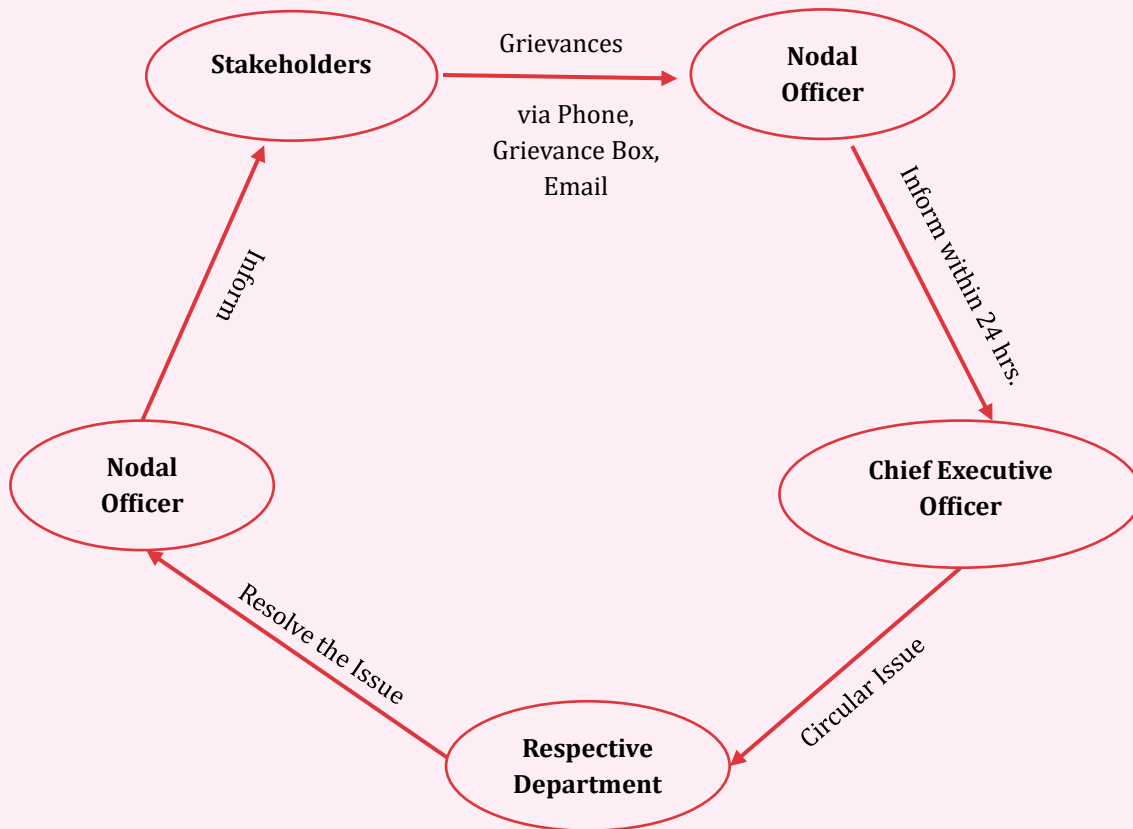 Stakeholders
Grievances
via Phone,
Grievance Box,
Email
Nodal
Officer
Inform within 24 hrs.
Chief Executive
Officer
Circular Issue
Respective
Department
Resolve the Issue
Nodal
Officer
Inform